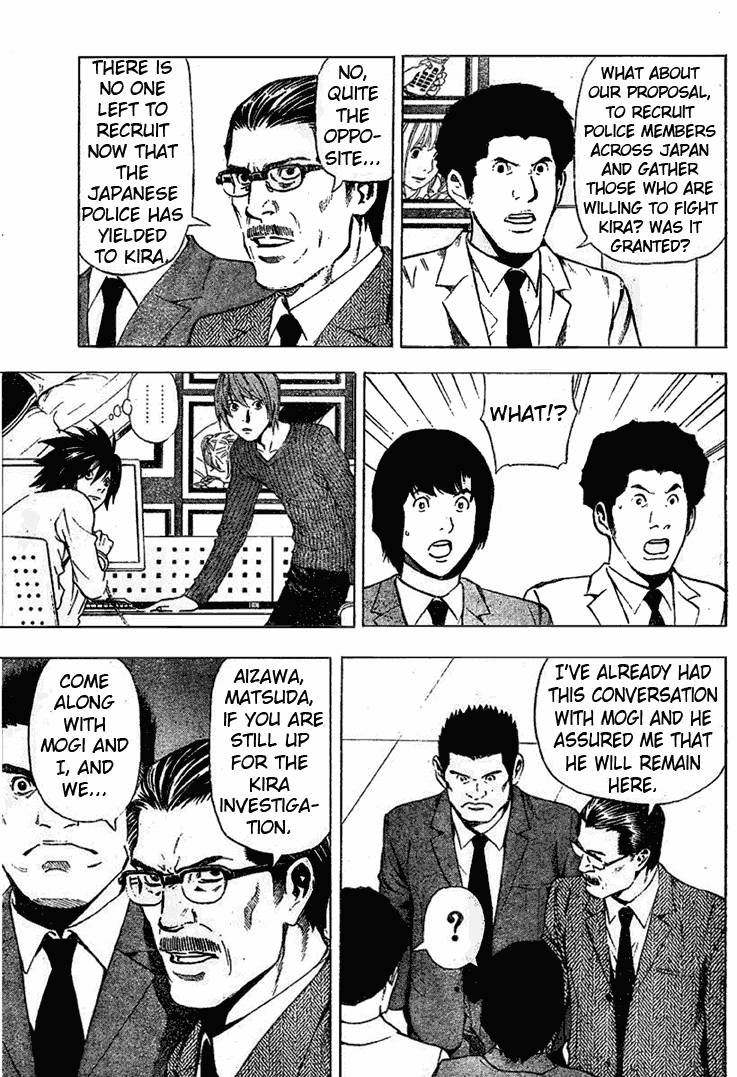 WHAT ABOUT
OUR PROPOSAL,
TO RECRUIT
POLICE MEMBERS
ACROSS JAPAN
AND GATHER
THOSE WHO ARE
WILLING TO FIGHT
KIRA? WAS IT
GRANTED?
NO,
QUITE
THE
OPPO-
SITE...
THERE IS
NO ONE
LEFT TO
RECRUIT
NOW THAT
THE
JAPANESE
POLICE HAS
YIELDED
TO KIRA.
WHAT!?
......
I'VE ALREADY HAD
THIS CONVERSATION
WITH MOGI AND HE
ASSURED ME THAT
HE WILL REMAIN
HERE.
?
AIZAWA,
MATSUDA,
IF YOU ARE
STILL UP
FOR THE
KIRA
INVESTIGA-
TION.
COME
ALONG
WITH
MOGI AND
I, AND
WE...